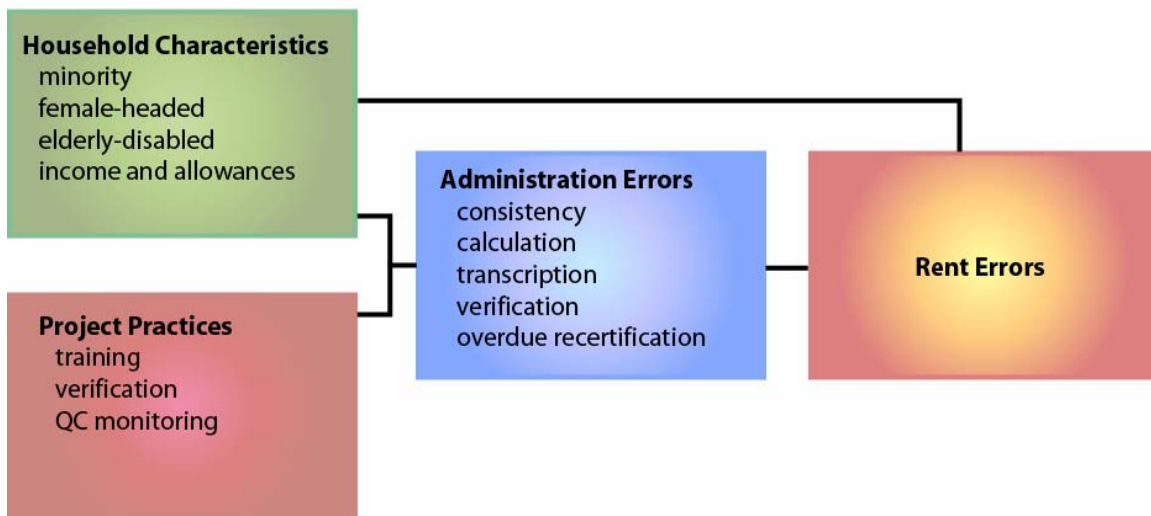 Household Characteristics
minority
female-headed
elderly-disabled
income and allowances
Project Practices
training
verification
QC monitoring
Administration Errors
consistency
calculation
transcription
verification
overdue recertification
Rent Errors